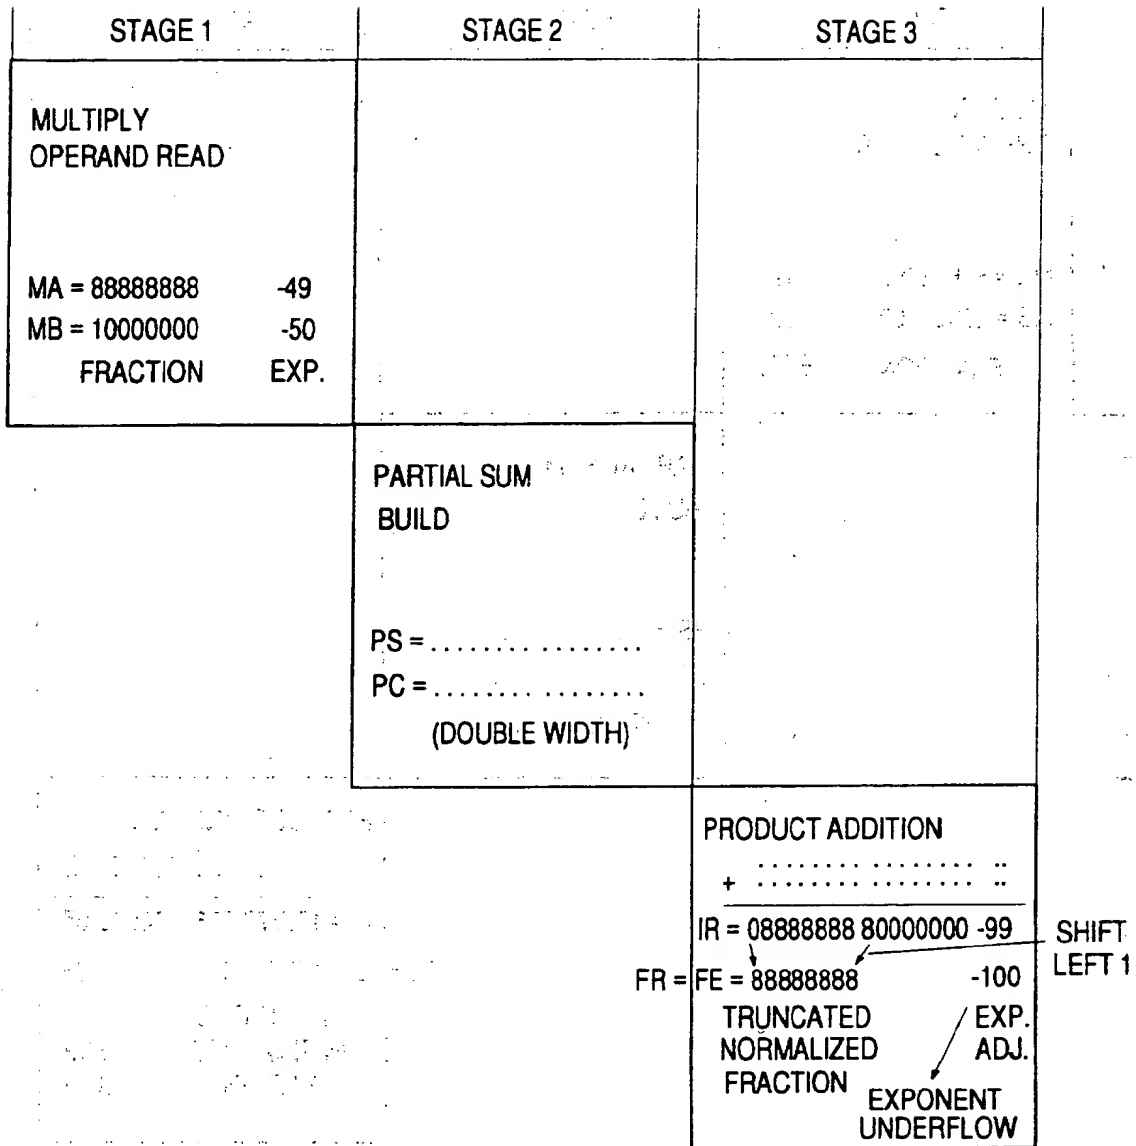 STAGE 1 STAGE 2 STAGE 3
MULTIPLY
OPERAND READ
MA = 88888888 -49
MB = 10000000 -50
FRACTION EXP.
PARTIAL SUM
BUILD
PS = ........ ........
PC = ........ ........
(DOUBLE WIDTH)
PRODUCT ADDITION
........ ........ ..
+ ........ ........ ..
IR = 08888888 80000000 -99
SHIFT
LEFT 1
FR = FE = 88888888 -100
TRUNCATED
NORMALIZED
FRACTION
EXP.
ADJ.
EXPONENT
UNDERFLOW